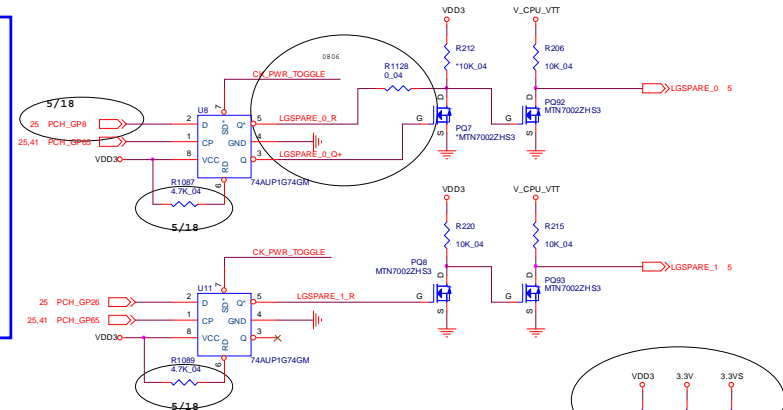 VDD3 V_CPU_VTT
0806
R212 R206
*10K_04 10K_04
R1128
0_04
CK_PWR_TOGGLE
LGSPARE_0 5
5/18
U8 7
25 PCH_GP8 2 D SD* Q* 5 LGSPARE_0_R
25,41 PCH_GP65 1 CP GND 4
VDD3 8 VCC RD Q 3 LGSPARE_0_Q+
6 74AUP1G74GM
D G S PQ7
*MTN7002ZHS3
D G S PQ92
MTN7002ZHS3
R1087
4.7K_04
5/18
VDD3 V_CPU_VTT
R220 R215
10K_04 10K_04
CK_PWR_TOGGLE
PQ8
MTN7002ZHS3
D G S
LGSPARE_1 5
PQ93
MTN7002ZHS3
D G S
U11 7
25 PCH_GP26 2 D SD* Q* 5 LGSPARE_1_R
25,41 PCH_GP65 1 CP GND 4
VDD3 8 VCC RD Q 3
6 74AUP1G74GM
R1089
4.7K_04
5/18
VDD3 3.3V 3.3VS